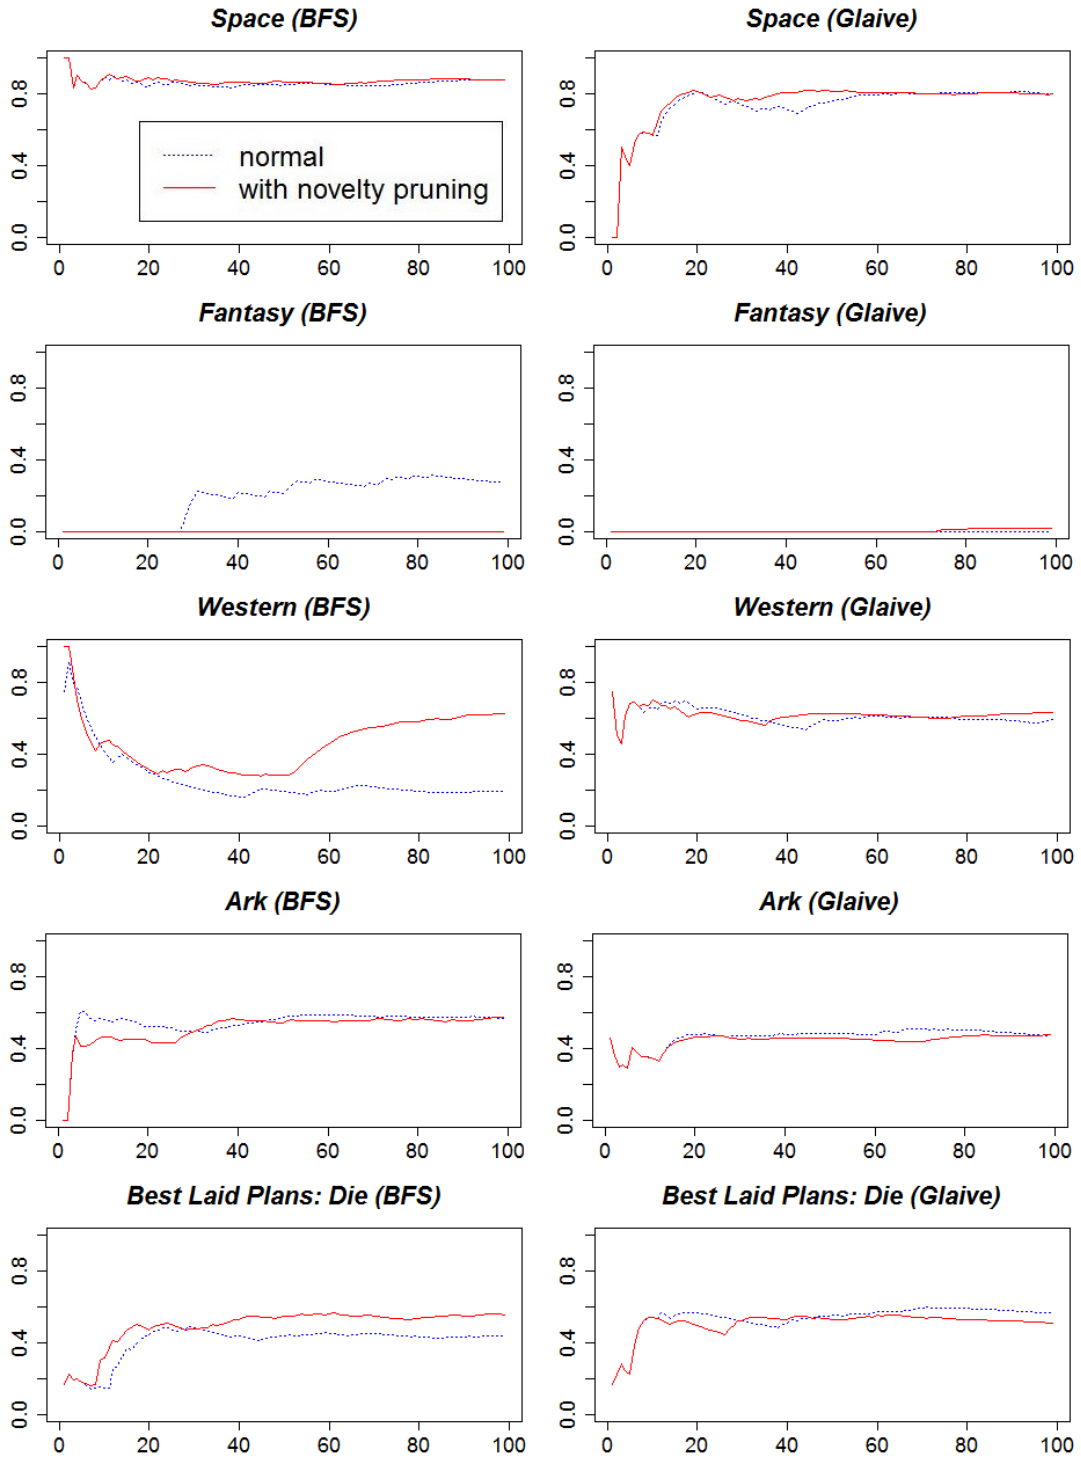 Space (BFS)
Space (Glaive)
0.0 0.4 0.8
normal
with novelty pruning
0 20 40 60 80 100
0.0 0.4 0.8
0 20 40 60 80 100
Fantasy (BFS)
Fantasy (Glaive)
0.0 0.4 0.8
0 20 40 60 80 100
0.0 0.4 0.8
0 20 40 60 80 100
Western (BFS)
Western (Glaive)
0.0 0.4 0.8
0 20 40 60 80 100
0.0 0.4 0.8
0 20 40 60 80 100
Ark (BFS)
Ark (Glaive)
0.0 0.4 0.8
0 20 40 60 80 100
0.0 0.4 0.8
0 20 40 60 80 100
Best Laid Plans: Die (BFS)
Best Laid Plans: Die (Glaive)
0.0 0.4 0.8
0 20 40 60 80 100
0.0 0.4 0.8
0 20 40 60 80 100